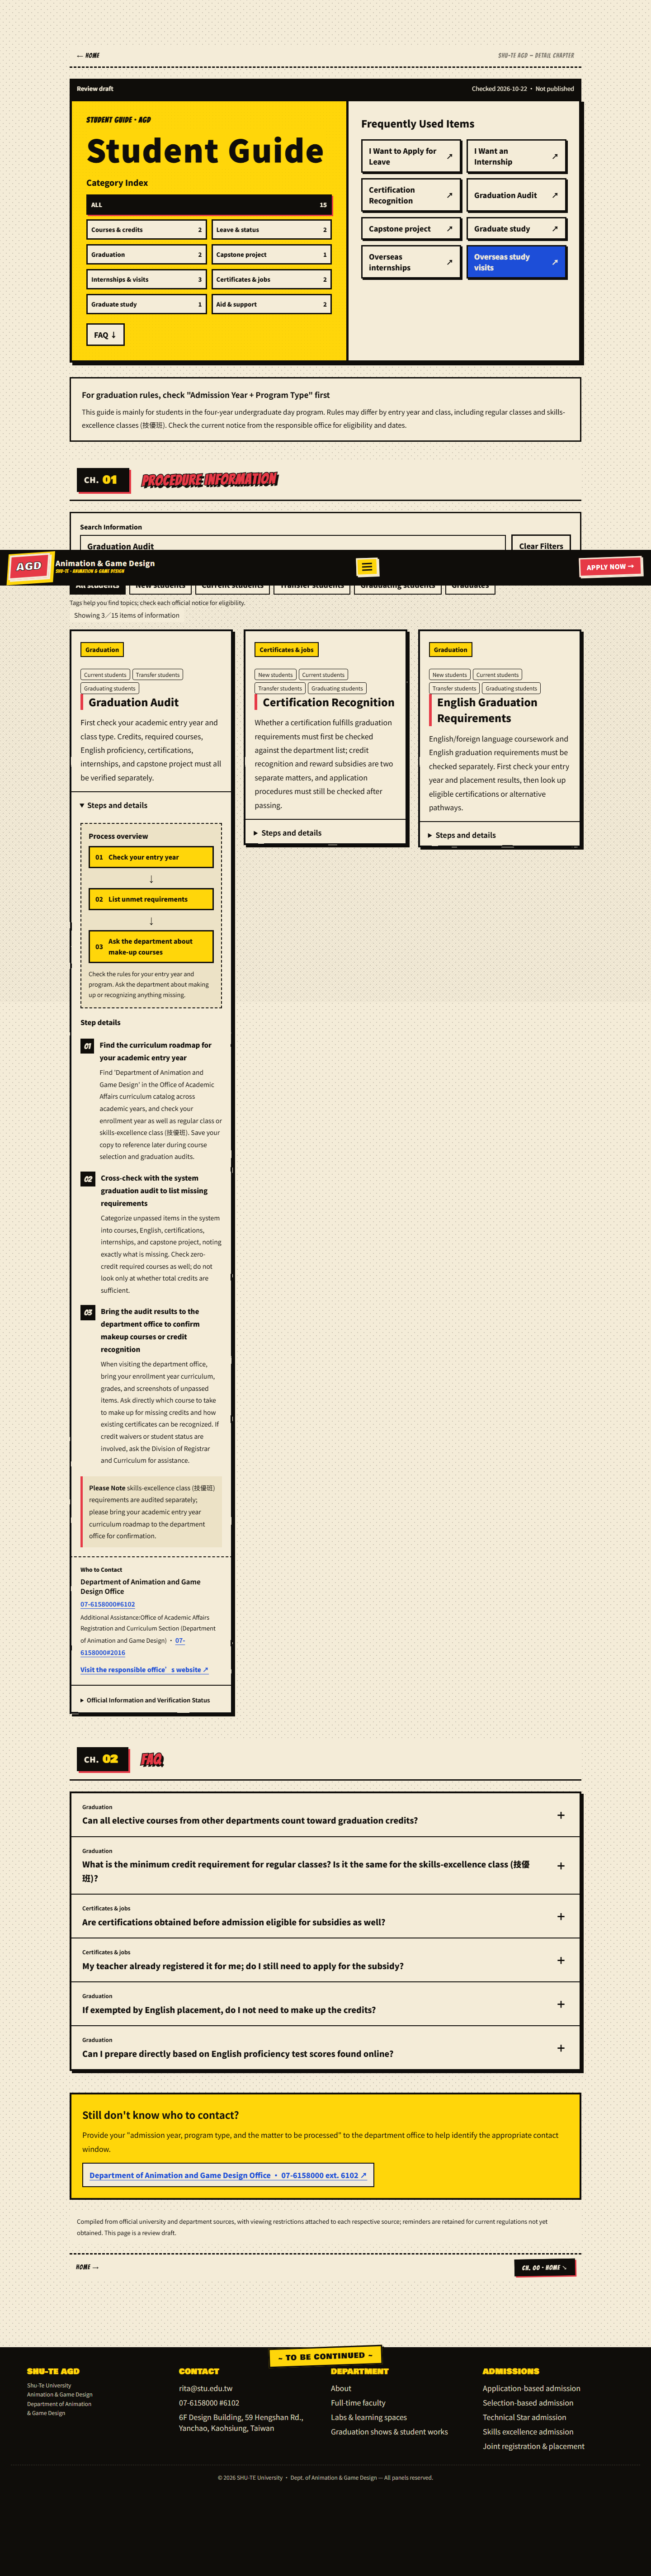 ← HOME
SHU-TE AGD — DETAIL CHAPTER
Review draft
Checked 2026-10-22 · Not published
STUDENT GUIDE · AGD
Student Guide
Category Index
ALL 15
Courses & credits 2
Leave & status 2
Graduation 2
Capstone project 1
Internships & visits 3
Certificates & jobs 2
Graduate study 1
Aid & support 2
FAQ ↓
Frequently Used Items
I Want to Apply for
Leave ↗
I Want an
Internship ↗
Certification
Recognition ↗
Graduation Audit ↗
Capstone project ↗
Graduate study ↗
Overseas
internships ↗
Overseas study
visits ↗
For graduation rules, check "Admission Year + Program Type" first
This guide is mainly for students in the four-year undergraduate day program. Rules may differ by entry year and class, including regular classes and skills-
excellence classes (技優班). Check the current notice from the responsible office for eligibility and dates.
CH. 01
PROCEDURE INFORMATION
Search Information
Graduation Audit
Clear Filters
AGD
Animation & Game Design
SHU-TE · ANIMATION & GAME DESIGN
APPLY NOW →
All students
New students
Current students
Transfer students
Graduating students
Graduates
Tags help you find topics; check each official notice for eligibility.
Showing 3／15 items of information
Graduation
Current students
Transfer students
Graduating students
Graduation Audit
First check your academic entry year and
class type. Credits, required courses,
English proficiency, certifications,
internships, and capstone project must all
be verified separately.
▼ Steps and details
Process overview
01 Check your entry year
↓
02 List unmet requirements
↓
03 Ask the department about
make-up courses
Check the rules for your entry year and
program. Ask the department about making
up or recognizing anything missing.
Step details
01 Find the curriculum roadmap for
your academic entry year
Find 'Department of Animation and
Game Design' in the Office of Academic
Affairs curriculum catalog across
academic years, and check your
enrollment year as well as regular class or
skills-excellence class (技優班). Save your
copy to reference later during course
selection and graduation audits.
02 Cross-check with the system
graduation audit to list missing
requirements
Categorize unpassed items in the system
into courses, English, certifications,
internships, and capstone project, noting
exactly what is missing. Check zero-
credit required courses as well; do not
look only at whether total credits are
sufficient.
03 Bring the audit results to the
department office to confirm
makeup courses or credit
recognition
When visiting the department office,
bring your enrollment year curriculum,
grades, and screenshots of unpassed
items. Ask directly which course to take
to make up for missing credits and how
existing certificates can be recognized. If
credit waivers or student status are
involved, ask the Division of Registrar
and Curriculum for assistance.
Please Note skills-excellence class (技優班)
requirements are audited separately;
please bring your academic entry year
curriculum roadmap to the department
office for confirmation.
Who to Contact
Department of Animation and Game
Design Office
07-6158000#6102
Additional Assistance:Office of Academic Affairs
Registration and Curriculum Section (Department
of Animation and Game Design) · 07-
6158000#2016
Visit the responsible office's website ↗
▶ Official Information and Verification Status
Certificates & jobs
New students
Current students
Transfer students
Graduating students
Certification Recognition
Whether a certification fulfills graduation
requirements must first be checked
against the department list; credit
recognition and reward subsidies are two
separate matters, and application
procedures must still be checked after
passing.
▶ Steps and details
Graduation
New students
Current students
Transfer students
Graduating students
English Graduation
Requirements
English/foreign language coursework and
English graduation requirements must be
checked separately. First check your entry
year and placement results, then look up
eligible certifications or alternative
pathways.
▶ Steps and details
CH. 02
FAQ
Graduation
Can all elective courses from other departments count toward graduation credits? +
Graduation
What is the minimum credit requirement for regular classes? Is it the same for the skills-excellence class (技優
班)? +
Certificates & jobs
Are certifications obtained before admission eligible for subsidies as well? +
Certificates & jobs
My teacher already registered it for me; do I still need to apply for the subsidy? +
Graduation
If exempted by English placement, do I not need to make up the credits? +
Graduation
Can I prepare directly based on English proficiency test scores found online? +
Still don't know who to contact?
Provide your "admission year, program type, and the matter to be processed" to the department office to help identify the appropriate contact
window.
Department of Animation and Game Design Office · 07-6158000 ext. 6102 ↗
Compiled from official university and department sources, with viewing restrictions attached to each respective source; reminders are retained for current regulations not yet
obtained. This page is a review draft.
HOME →
CH. 00 · HOME ↘
~ TO BE CONTINUED ~
SHU-TE AGD
Shu-Te University
Animation & Game Design
Department of Animation
& Game Design
CONTACT
rita@stu.edu.tw
07-6158000 #6102
6F Design Building, 59 Hengshan Rd.,
Yanchao, Kaohsiung, Taiwan
DEPARTMENT
About
Full-time faculty
Labs & learning spaces
Graduation shows & student works
ADMISSIONS
Application-based admission
Selection-based admission
Technical Star admission
Skills excellence admission
Joint registration & placement
© 2026 SHU-TE University · Dept. of Animation & Game Design — All panels reserved.